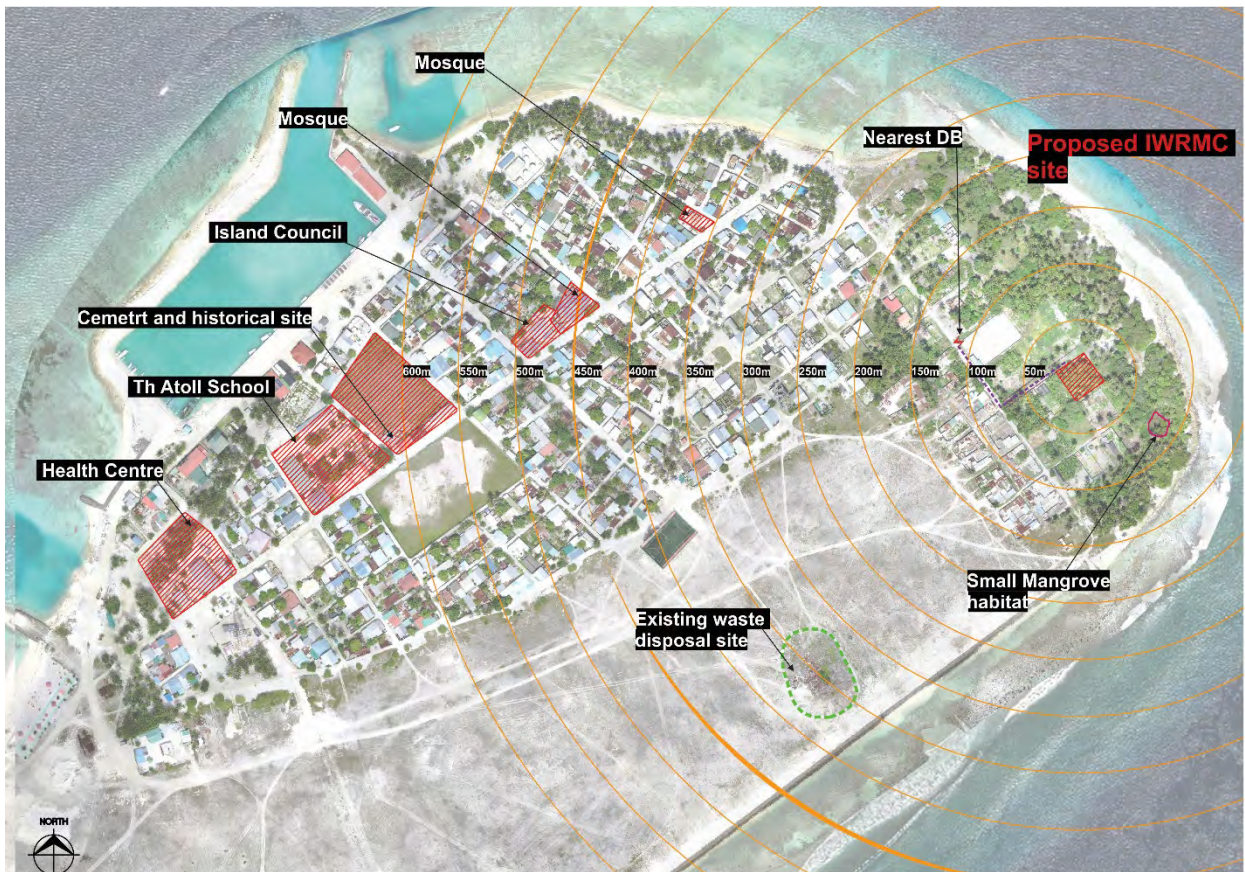 Mosque
Mosque
Nearest DB
Proposed IWRMC
site
Island Council
Cemetrt and historical site
Th Atoll School
600m
550m
500m
450m
400m
350m
300m
250m
200m
150m
100m
50m
Health Centre
Small Mangrove
habitat
Existing waste
disposal site
NORTH